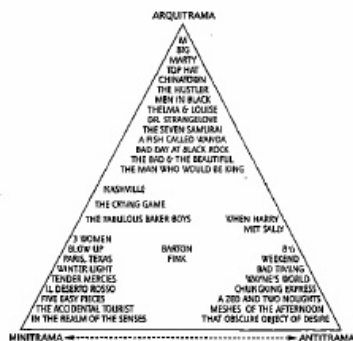 ARQUITRAMA
M
BIG
MARTY
TOP HAT
CHINATOWN
THE HUSTLER
MEN IN BLACK
THELMA & LOUISE
DR. STRANGELOVE
THE SEVEN SAMURAI
A FISH CALLED WANDA
BAD DAY AT BLACK ROCK
THE BAD & THE BEAUTIFUL
THE MAN WHO WOULD BE KING
NASHVILLE
THE CRYING GAME
THE FABULOUS BAKER BOYS
3 WOMEN
BLOW UP
PARIS, TEXAS
WINTER LIGHT
TENDER MERCIES
IL DESERTO ROSSO
FIVE EASY PIECES
THE ACCIDENTAL TOURIST
IN THE REALM OF THE SENSES
BARTON
FINK
WHEN HARRY
MET SALLY
8½
WEEKEND
BAD TIMING
WAYNE'S WORLD
CHUNGKING EXPRESS
A ZED AND TWO NOUGHTS
MESHES OF THE AFTERNOON
THAT OBSCURE OBJECT OF DESIRE
MINITRAMA
ANTITRAMA